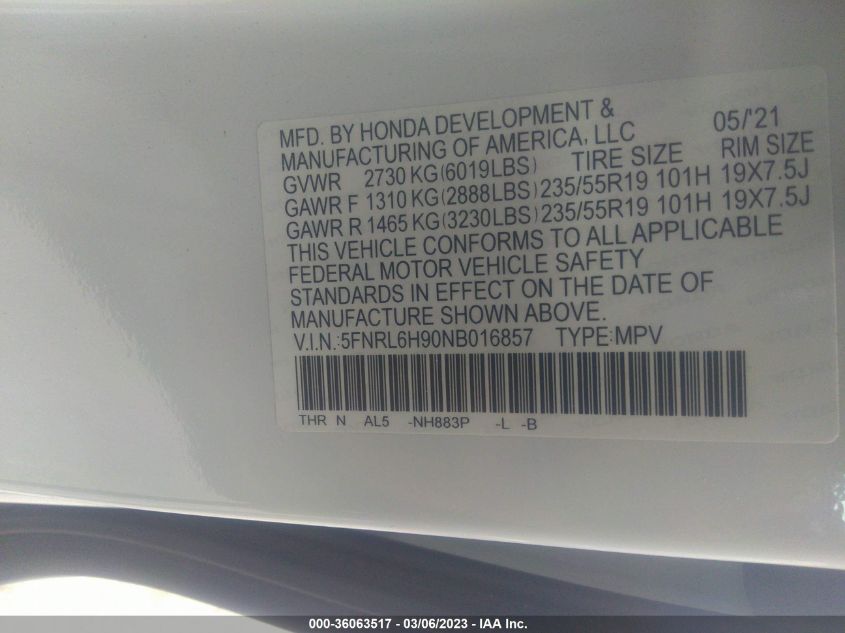 MFD. BY HONDA DEVELOPMENT & 05/'21
MANUFACTURING OF AMERICA, LLC
GVWR 2730 KG(6019LBS) TIRE SIZE RIM SIZE
GAWR F 1310 KG(2888LBS) 235/55R19 101H 19X7.5J
GAWR R 1465 KG(3230LBS) 235/55R19 101H 19X7.5J
THIS VEHICLE CONFORMS TO ALL APPLICABLE
FEDERAL MOTOR VEHICLE SAFETY
STANDARDS IN EFFECT ON THE DATE OF
MANUFACTURE SHOWN ABOVE.
V.I.N.:5FNRL6H90NB016857 TYPE:MPV
THR N AL5 -NH883P -L -B
000-36063517 - 03/06/2023 - IAA Inc.